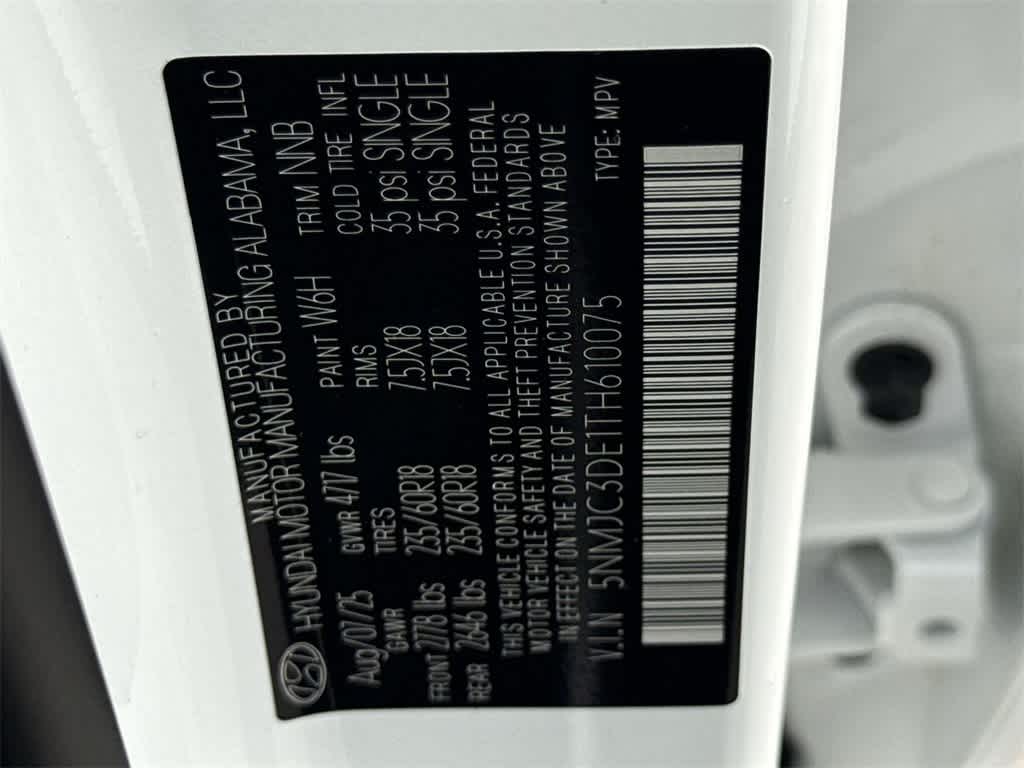 MANUFACTURED BY
HYUNDAI MOTOR MANUFACTURING ALABAMA, LLC
Aug/07/25 GVWR 4717 lbs PAINT W6H TRIM NNB
GAWR TIRES RIMS COLD TIRE INFL
FRONT 2778 lbs 235/60R18 7.5JX18 35 psi SINGLE
REAR 2646 lbs 235/60R18 7.5JX18 35 psi SINGLE
THIS VEHICLE CONFORMS TO ALL APPLICABLE U.S.A. FEDERAL
MOTOR VEHICLE SAFETY AND THEFT PREVENTION STANDARDS
IN EFFECT ON THE DATE OF MANUFACTURE SHOWN ABOVE
V.I.N 5NMJC3DE1TH610075 TYPE: MPV